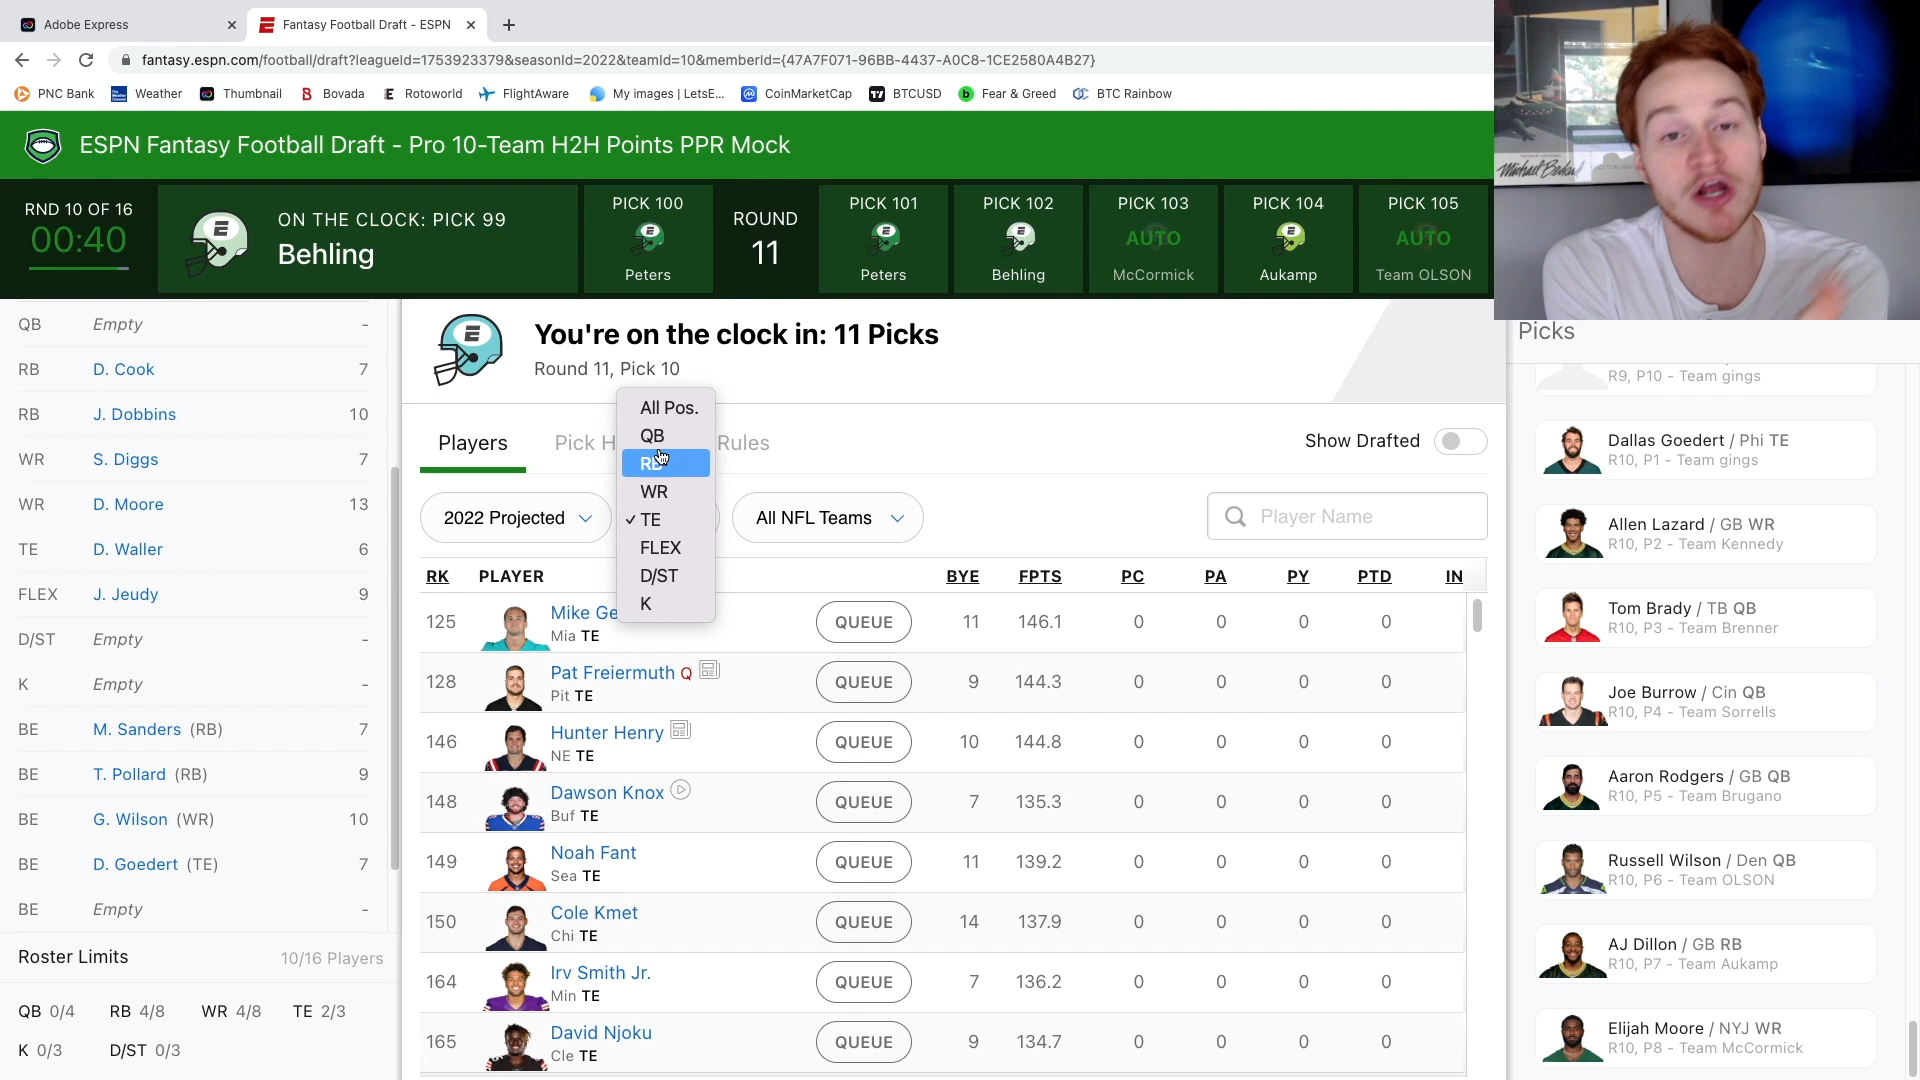 Adobe Express
Fantasy Football Draft - ESPN
fantasy.espn.com/football/draft?leagueId=1753923379&seasonId=2022&teamId=10&memberId={47A7F071-96BB-4437-A0C8-1CE2580A4B27}
PNC Bank Weather Thumbnail Bovada Rotoworld FlightAware My images | LetsE... CoinMarketCap BTCUSD Fear & Greed BTC Rainbow
ESPN Fantasy Football Draft - Pro 10-Team H2H Points PPR Mock
RND 10 OF 16
00:40
ON THE CLOCK: PICK 99
Behling
PICK 100
Peters
ROUND
11
PICK 101
Peters
PICK 102
Behling
PICK 103
AUTO
McCormick
PICK 104
Aukamp
PICK 105
AUTO
Team OLSON
QB Empty -
RB D. Cook 7
RB J. Dobbins 10
WR S. Diggs 7
WR D. Moore 13
TE D. Waller 6
FLEX J. Jeudy 9
D/ST Empty -
K Empty -
BE M. Sanders (RB) 7
BE T. Pollard (RB) 9
BE G. Wilson (WR) 10
BE D. Goedert (TE) 7
BE Empty -
Roster Limits 10/16 Players
QB 0/4 RB 4/8 WR 4/8 TE 2/3
K 0/3 D/ST 0/3
You're on the clock in: 11 Picks
Round 11, Pick 10
Players Pick H Rules
Show Drafted
All Pos.
QB
RB
WR
✓ TE
FLEX
D/ST
K
2022 Projected All NFL Teams Player Name
RK PLAYER BYE FPTS PC PA PY PTD IN
125 Mike Ge QUEUE 11 146.1 0 0 0 0
Mia TE
128 Pat Freiermuth Q QUEUE 9 144.3 0 0 0 0
Pit TE
146 Hunter Henry QUEUE 10 144.8 0 0 0 0
NE TE
148 Dawson Knox QUEUE 7 135.3 0 0 0 0
Buf TE
149 Noah Fant QUEUE 11 139.2 0 0 0 0
Sea TE
150 Cole Kmet QUEUE 14 137.9 0 0 0 0
Chi TE
164 Irv Smith Jr. QUEUE 7 136.2 0 0 0 0
Min TE
165 David Njoku QUEUE 9 134.7 0 0 0 0
Cle TE
Picks
R9, P10 - Team gings
Dallas Goedert / Phi TE
R10, P1 - Team gings
Allen Lazard / GB WR
R10, P2 - Team Kennedy
Tom Brady / TB QB
R10, P3 - Team Brenner
Joe Burrow / Cin QB
R10, P4 - Team Sorrells
Aaron Rodgers / GB QB
R10, P5 - Team Brugano
Russell Wilson / Den QB
R10, P6 - Team OLSON
AJ Dillon / GB RB
R10, P7 - Team Aukamp
Elijah Moore / NYJ WR
R10, P8 - Team McCormick